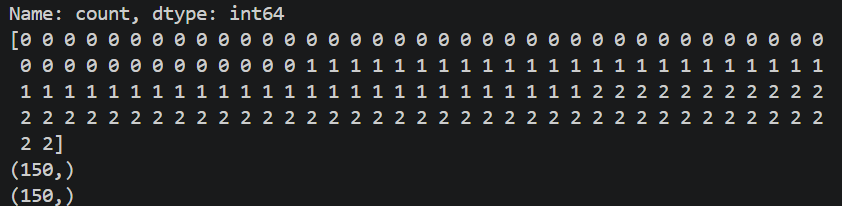 Name: count, dtype: int64
[0 0 0 0 0 0 0 0 0 0 0 0 0 0 0 0 0 0 0 0 0 0 0 0 0 0 0 0 0 0 0 0 0 0 0 0 0
0 0 0 0 0 0 0 0 0 0 0 0 0 1 1 1 1 1 1 1 1 1 1 1 1 1 1 1 1 1 1 1 1 1 1 1 1
1 1 1 1 1 1 1 1 1 1 1 1 1 1 1 1 1 1 1 1 1 1 1 1 1 1 2 2 2 2 2 2 2 2 2 2 2
2 2 2 2 2 2 2 2 2 2 2 2 2 2 2 2 2 2 2 2 2 2 2 2 2 2 2 2 2 2 2 2 2 2 2 2 2
2 2]
(150,)
(150,)